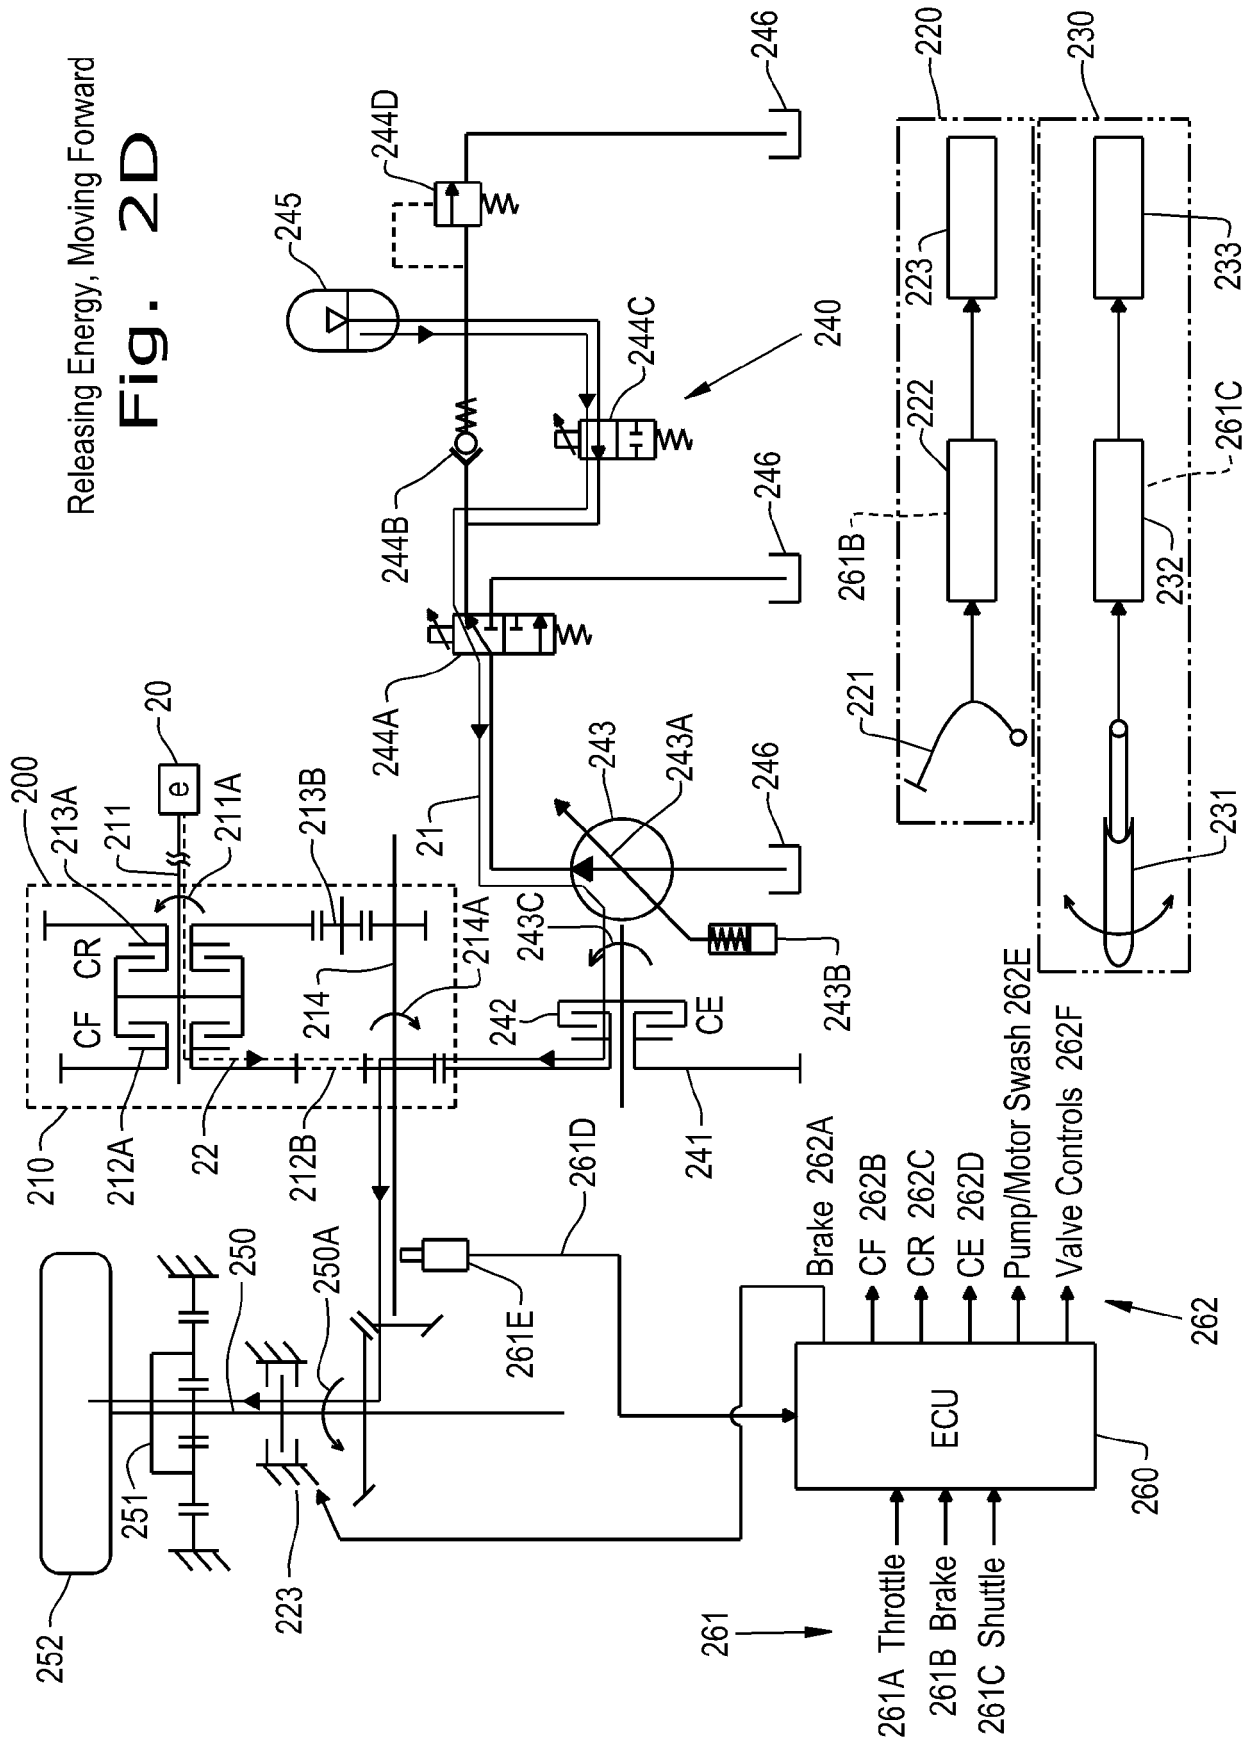 Releasing Energy, Moving Forward
Fig. 2D
252
251
250
223
250A
261E
261D
210
212A
CF
CR
22
212B
214
214A
200
213A
211
211A
213B
20
e
241
242
CE
243C
21
243
243A
243B
246
244A
244B
246
245
244C
244D
246
240
261
261A Throttle
261B Brake
261C Shuttle
ECU
260
262
Brake 262A
CF 262B
CR 262C
CE 262D
Pump/Motor Swash 262E
Valve Controls 262F
221
261B
222
223
220
231
232
261C
233
230